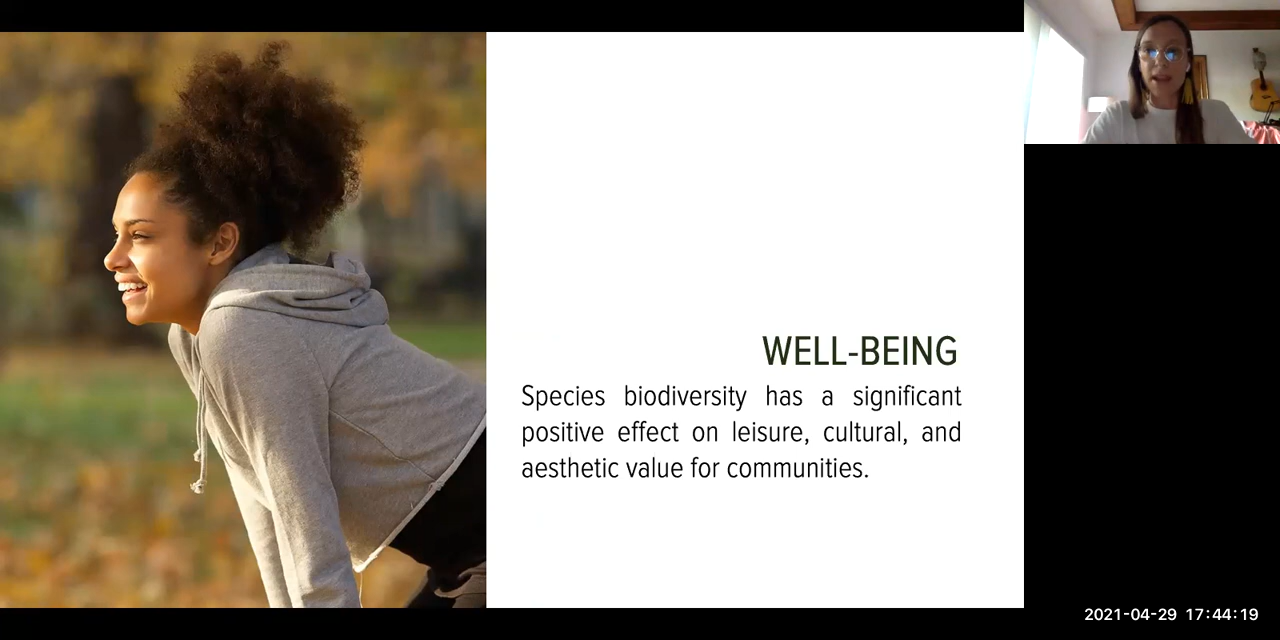 WELL-BEING
Species biodiversity has a significant
positive effect on leisure, cultural, and
aesthetic value for communities.
2021-04-29 17:44:19